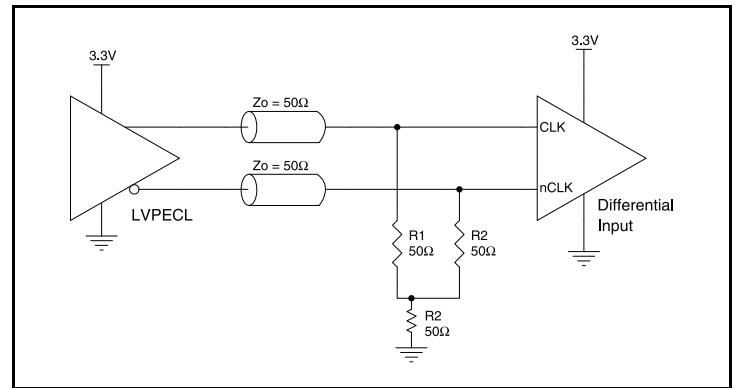 3.3V
3.3V
Zo = 50Ω
CLK
Zo = 50Ω
nCLK
LVPECL
Differential
Input
R1
50Ω
R2
50Ω
R2
50Ω